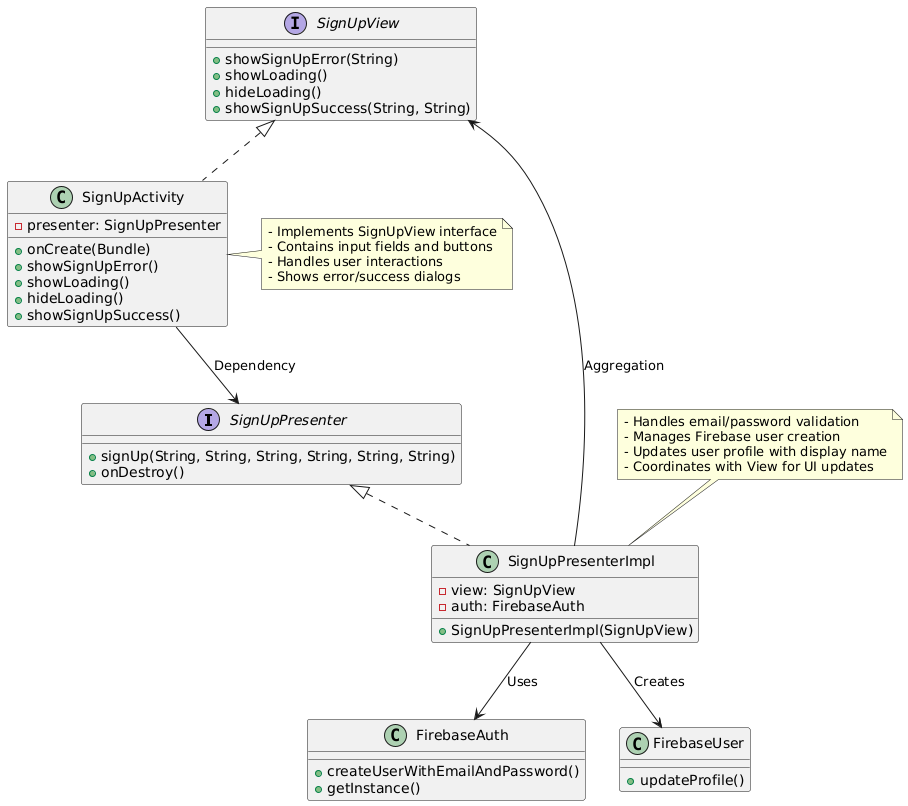 I SignUpView
showSignUpError(String)
showLoading()
hideLoading()
showSignUpSuccess(String, String)
C SignUpActivity
presenter: SignUpPresenter
onCreate(Bundle)
showSignUpError()
showLoading()
hideLoading()
showSignUpSuccess()
- Implements SignUpView interface
- Contains input fields and buttons
- Handles user interactions
- Shows error/success dialogs
Dependency
Aggregation
I SignUpPresenter
signUp(String, String, String, String, String, String)
onDestroy()
- Handles email/password validation
- Manages Firebase user creation
- Updates user profile with display name
- Coordinates with View for UI updates
C SignUpPresenterImpl
view: SignUpView
auth: FirebaseAuth
SignUpPresenterImpl(SignUpView)
Uses
Creates
C FirebaseAuth
createUserWithEmailAndPassword()
getInstance()
C FirebaseUser
updateProfile()